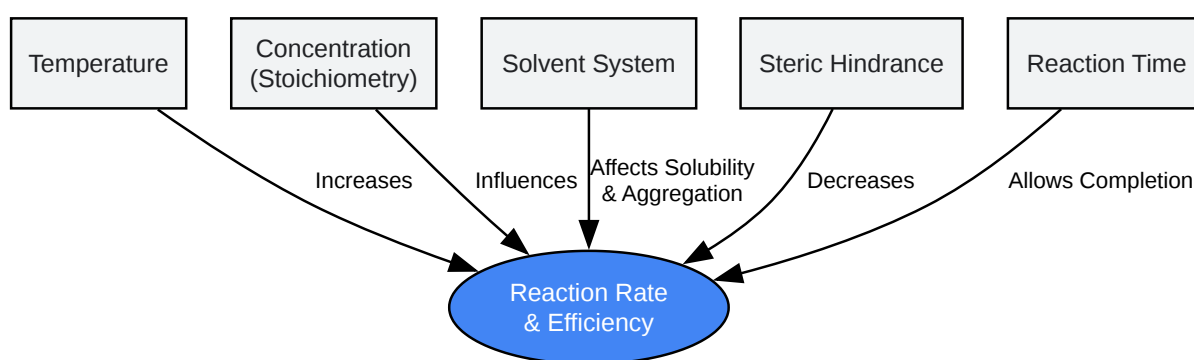 Temperature
Concentration
(Stoichiometry)
Solvent System
Steric Hindrance
Reaction Time
Increases
Influences
Affects Solubility
& Aggregation
Decreases
Allows Completion
Reaction Rate
& Efficiency